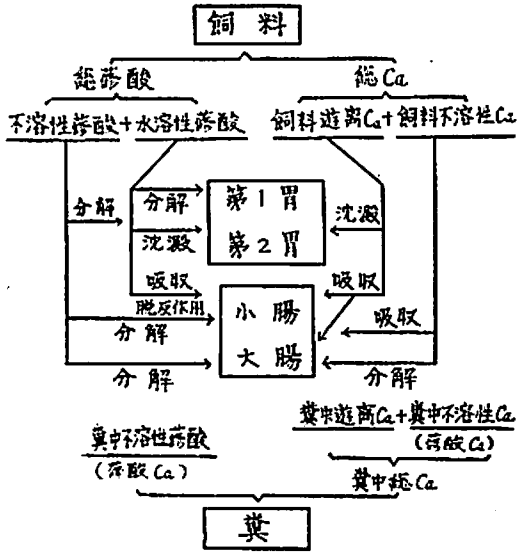 飼料
総蓚酸 総Ca
不溶性蓚酸+水溶性蓚酸 飼料遊離Ca+飼料不溶性Ca
分解 分解 第1胃 沈澱
沈澱 第2胃
吸収 吸収
小腸 吸収
分解 大腸
分解 分解
糞中遊離Ca+糞中不溶性Ca
糞中不溶性蓚酸 (蓚酸Ca)
(蓚酸Ca) 糞中総Ca
糞